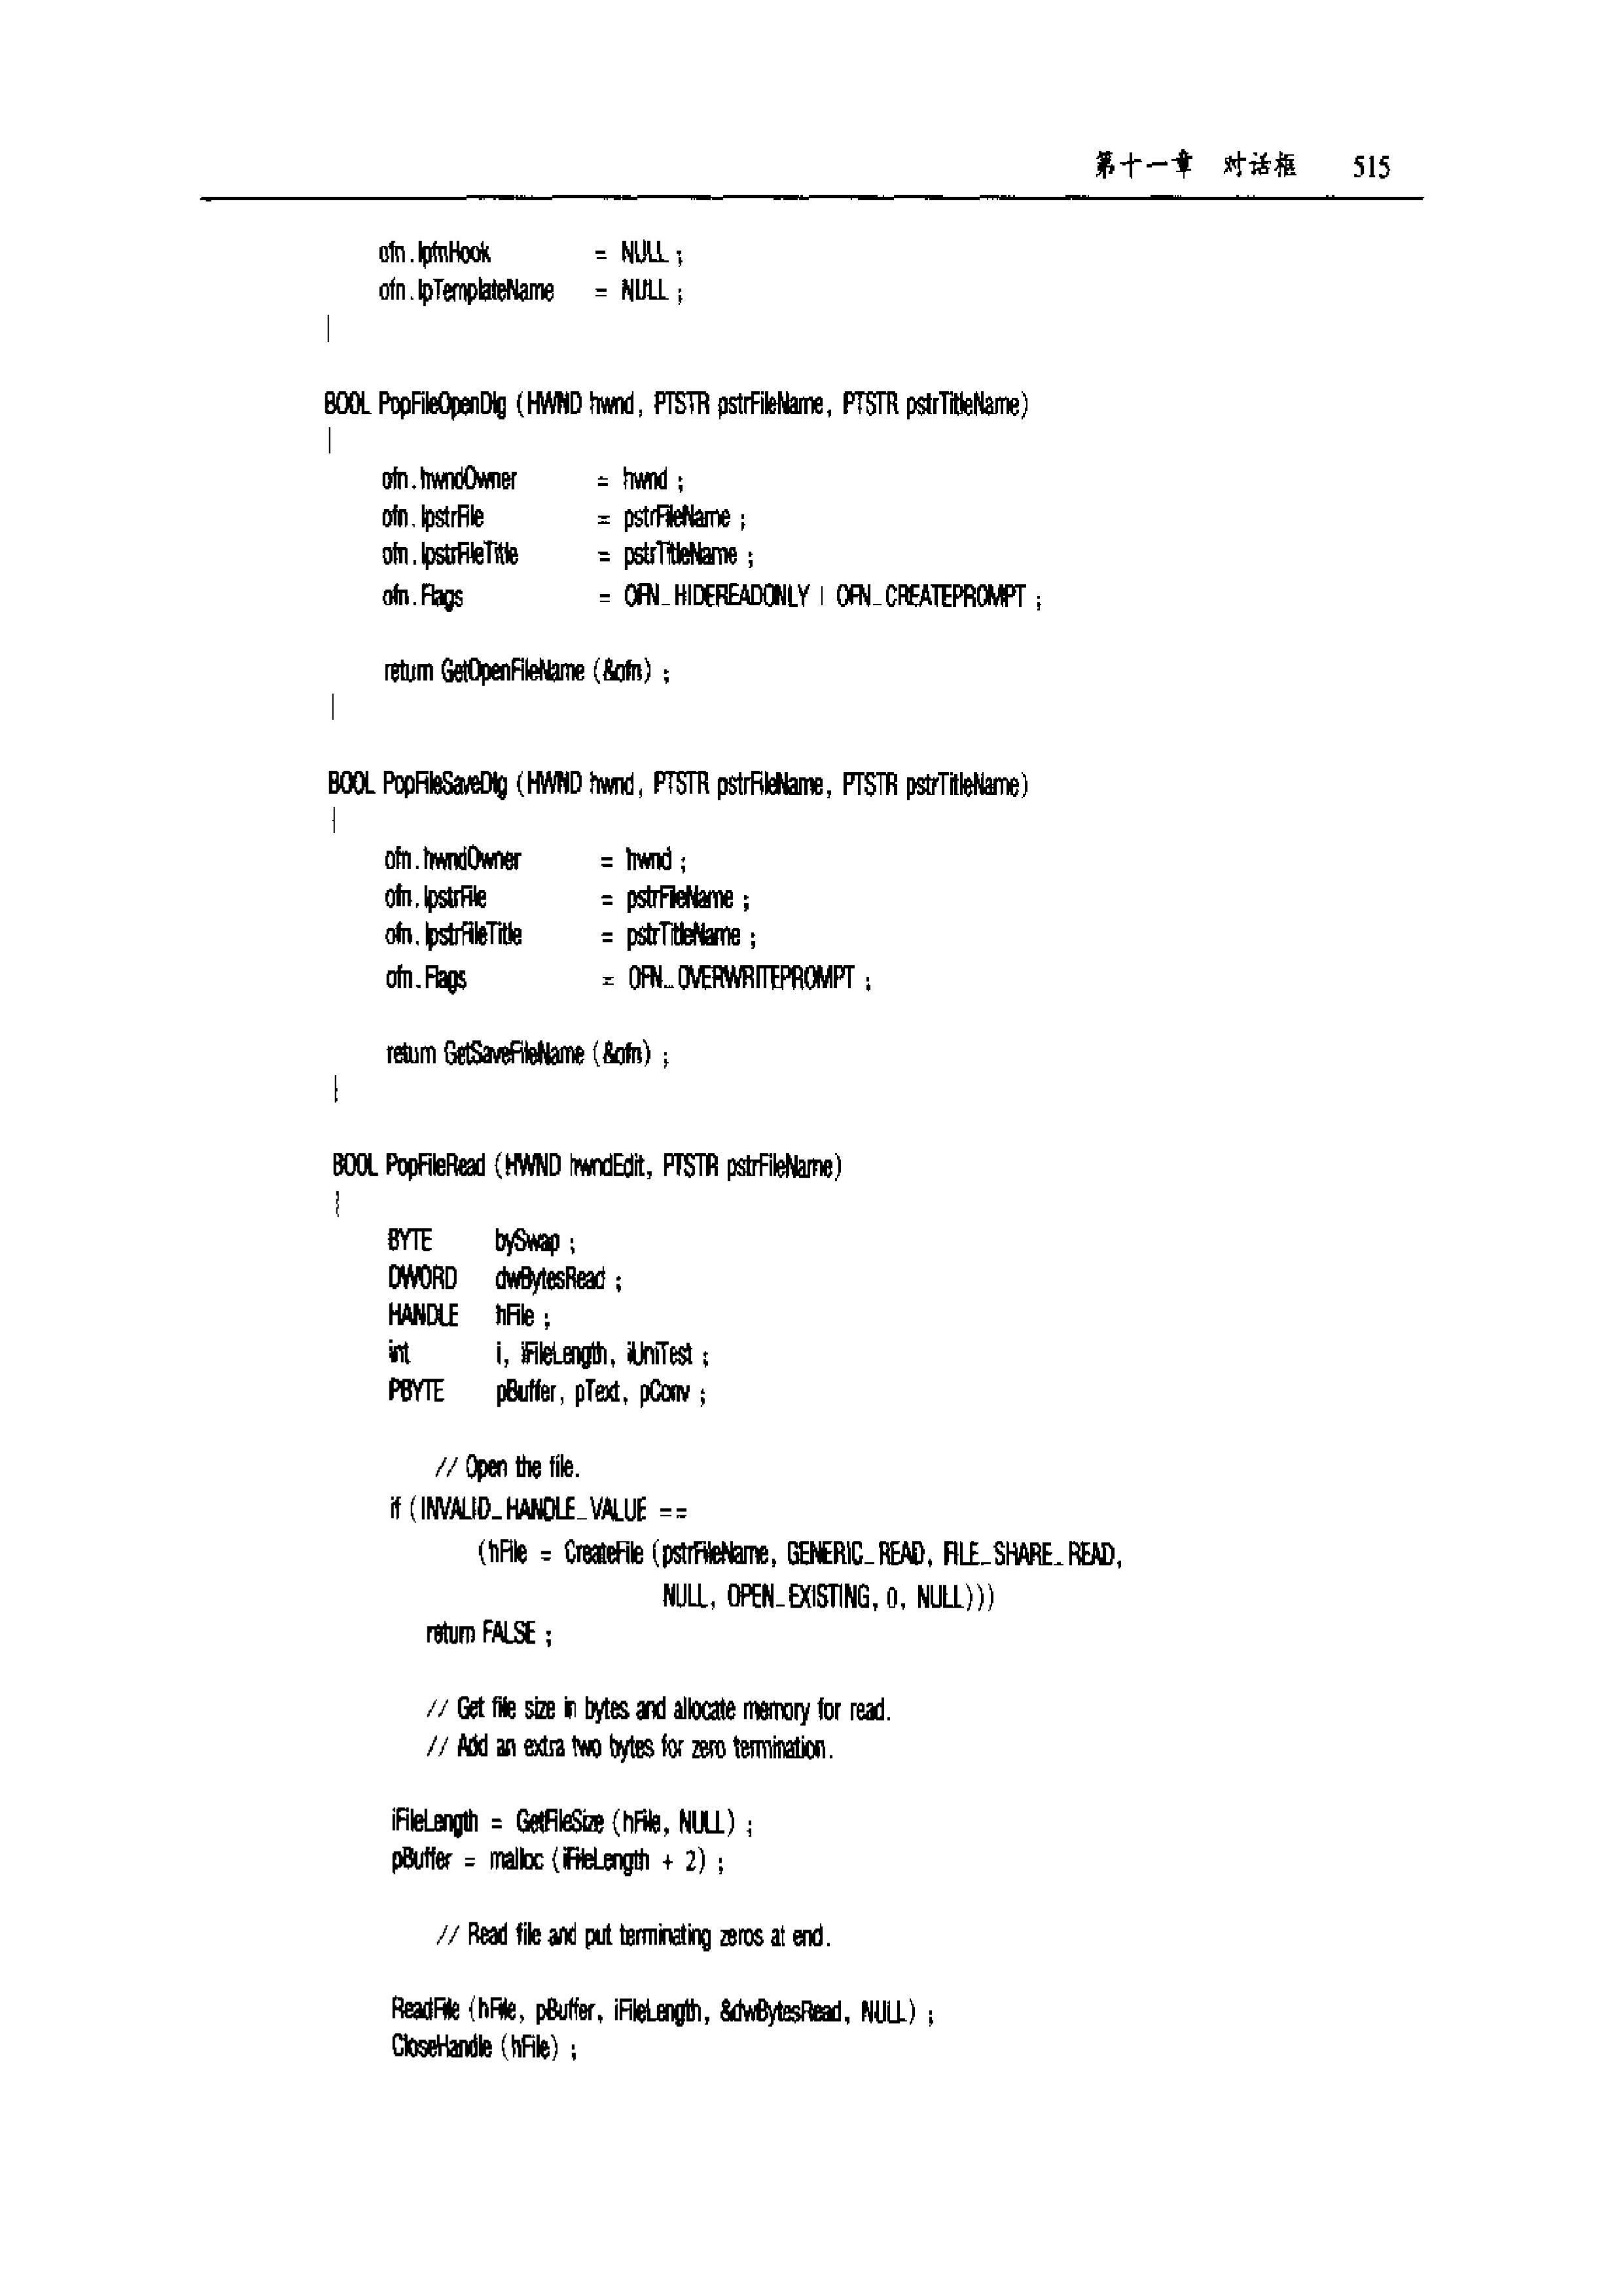 第十一章 对话框 515
ofn.lpfnHook = NULL ;
ofn.lpTemplateName = NULL ;
}
BOOL PopFileOpenDlg (HWND hwnd, PTSTR pstrFileName, PTSTR pstrTitleName)
{
ofn.hwndOwner = hwnd ;
ofn.lpstrFile = pstrFileName ;
ofn.lpstrFileTitle = pstrTitleName ;
ofn.Flags = OFN_HIDEREADONLY | OFN_CREATEPROMPT ;
return GetOpenFileName (&ofn) ;
}
BOOL PopFileSaveDlg (HWND hwnd, PTSTR pstrFileName, PTSTR pstrTitleName)
{
ofn.hwndOwner = hwnd ;
ofn.lpstrFile = pstrFileName ;
ofn.lpstrFileTitle = pstrTitleName ;
ofn.Flags = OFN_OVERWRITEPROMPT ;
return GetSaveFileName (&ofn) ;
}
BOOL PopFileRead (HWND hwndEdit, PTSTR pstrFileName)
{
BYTE bySwap ;
DWORD dwBytesRead ;
HANDLE hFile ;
int i, iFileLength, iUniTest ;
PBYTE pBuffer, pText, pConv ;
// Open the file.
if (INVALID_HANDLE_VALUE ==
(hFile = CreateFile (pstrFileName, GENERIC_READ, FILE_SHARE_READ,
NULL, OPEN_EXISTING, 0, NULL)))
return FALSE ;
// Get file size in bytes and allocate memory for read.
// Add an extra two bytes for zero termination.
iFileLength = GetFileSize (hFile, NULL) ;
pBuffer = malloc (iFileLength + 2) ;
// Read file and put terminating zeros at end.
ReadFile (hFile, pBuffer, iFileLength, &dwBytesRead, NULL) ;
CloseHandle (hFile) ;